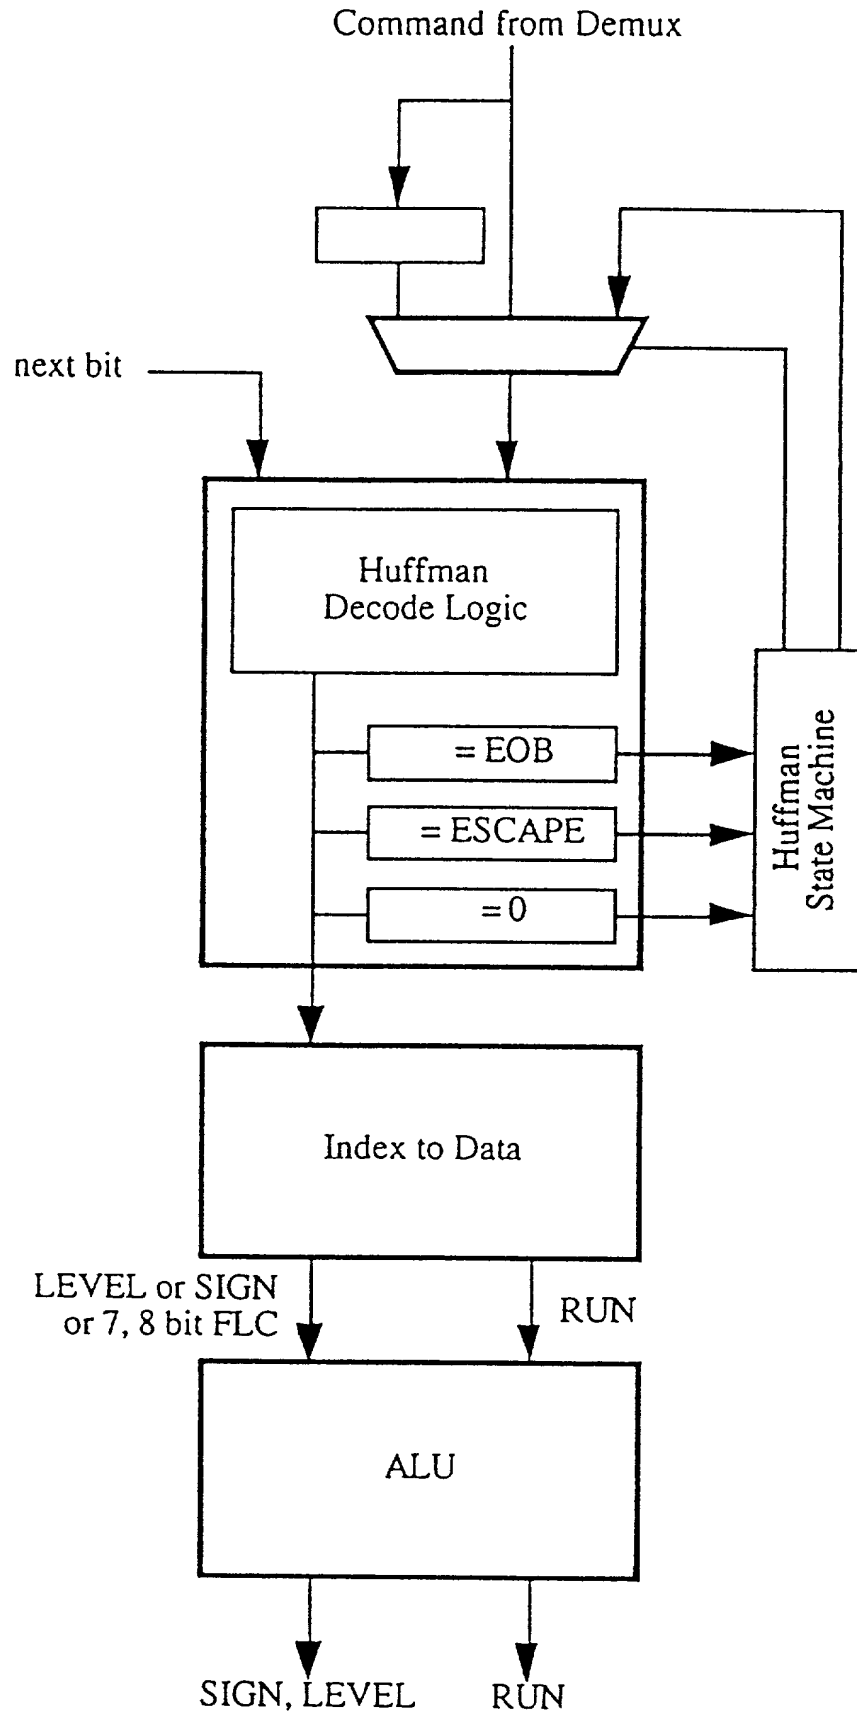 Command from Demux
next bit
Huffman
Decode Logic
= EOB
= ESCAPE
= 0
Huffman
State Machine
Index to Data
LEVEL or SIGN
or 7, 8 bit FLC
RUN
ALU
SIGN, LEVEL
RUN